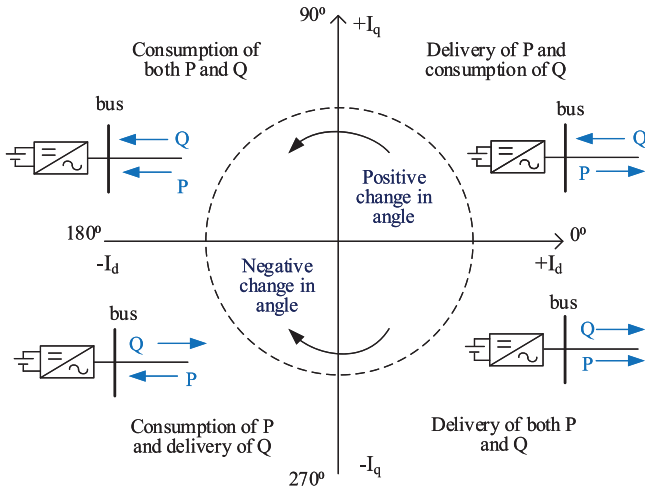 90º
+Iq
Consumption of
both P and Q
Delivery of P and
consumption of Q
bus
Q
P
bus
Q
P
Positive
change in
angle
180º
-Id
0º
+Id
Negative
change in
angle
bus
Q
P
bus
Q
P
Consumption of P
and delivery of Q
Delivery of both P
and Q
-Iq
270º